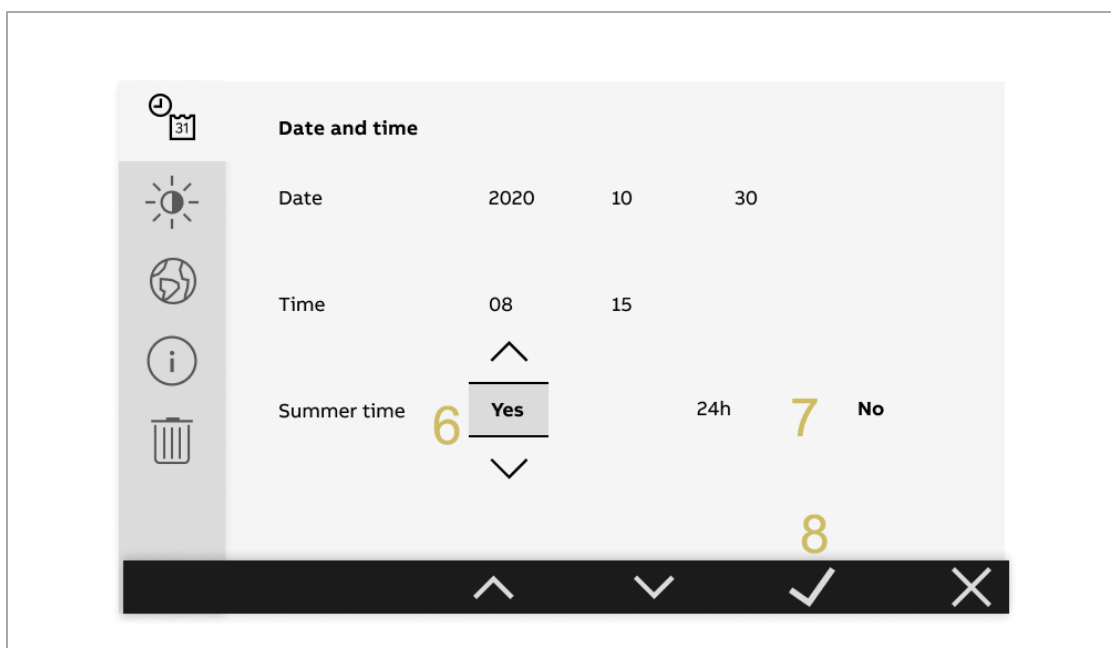 31
Date and time
Date 2020 10 30
Time 08 15
i
Summer time 6 Yes 24h 7 No
8